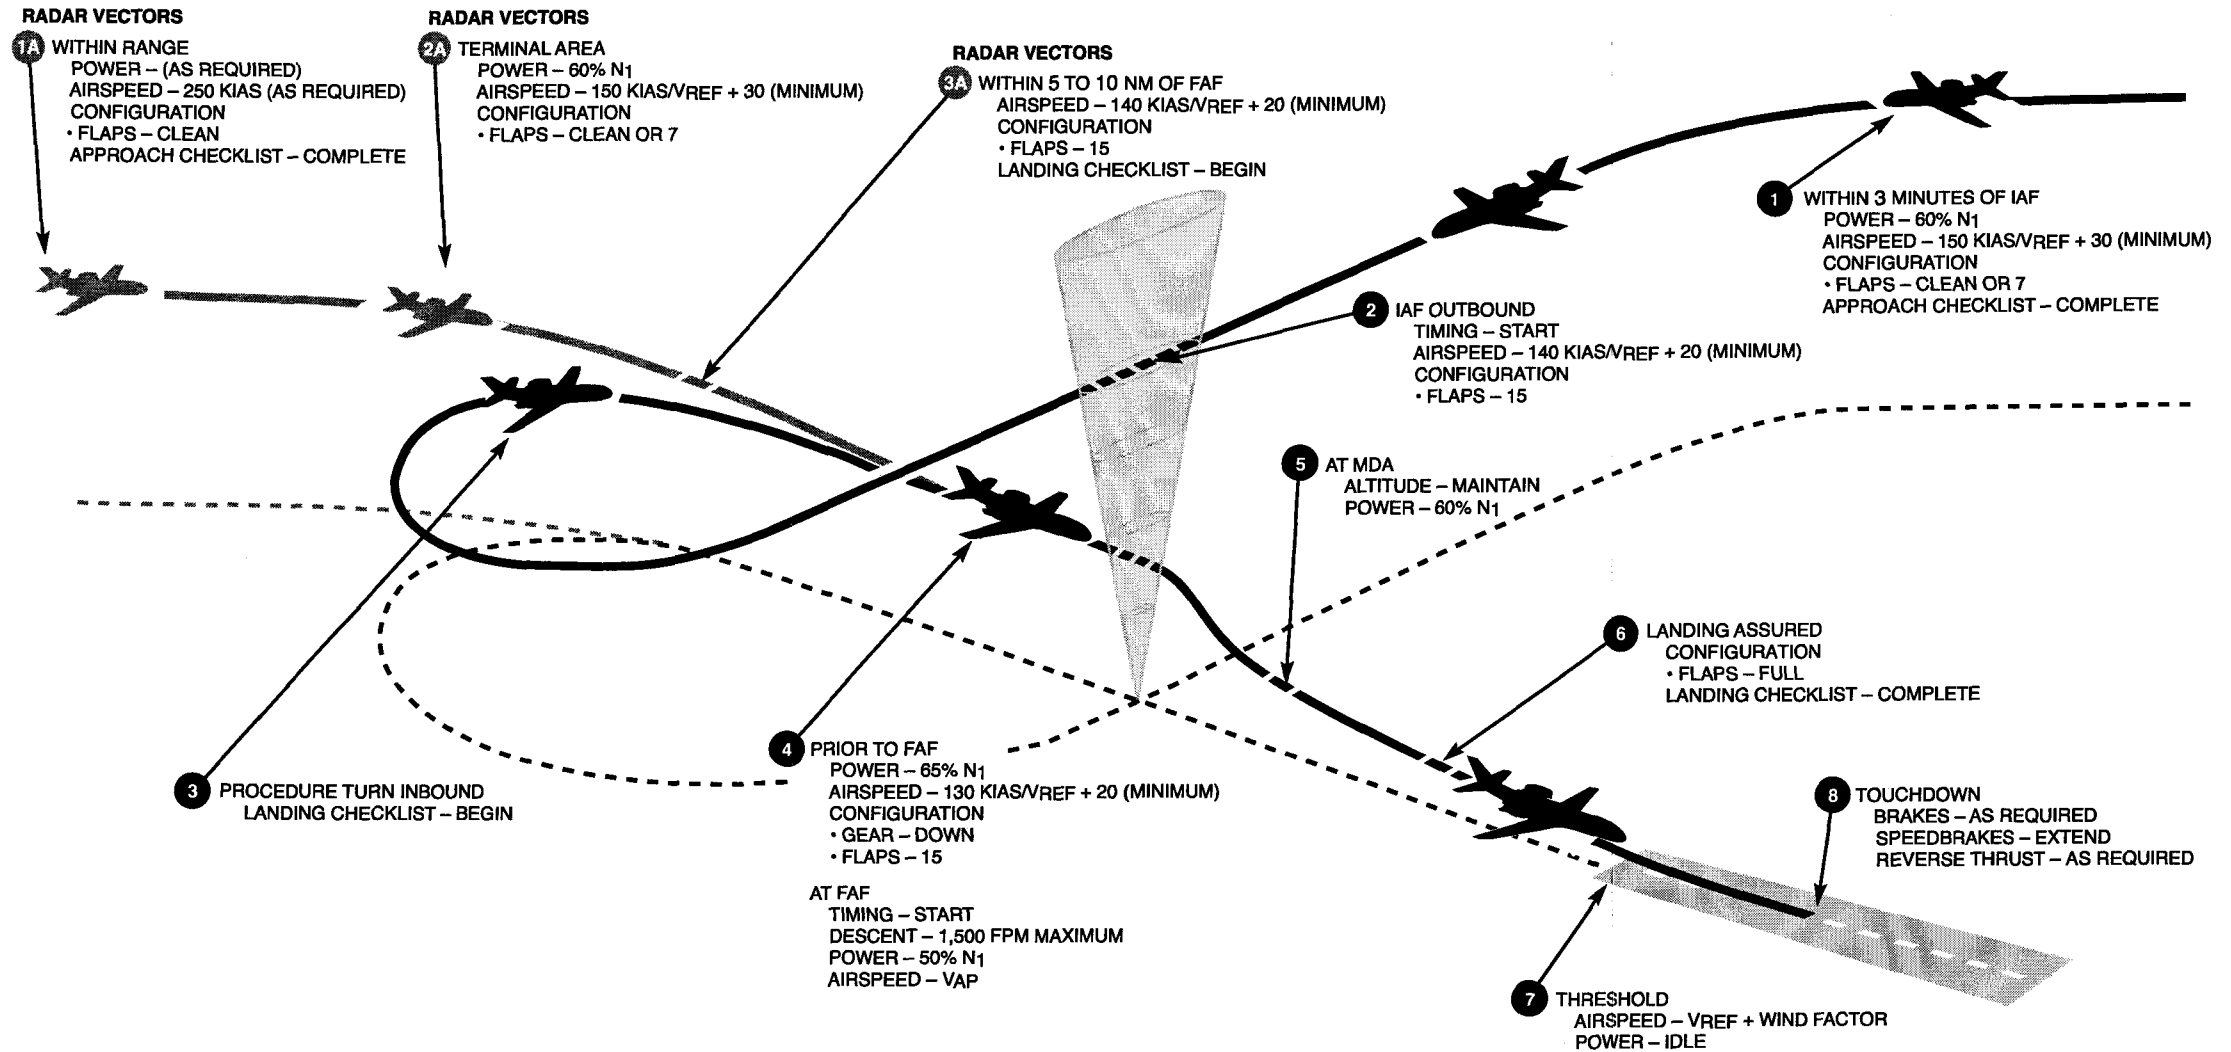 RADAR VECTORS
1A WITHIN RANGE
POWER – (AS REQUIRED)
AIRSPEED – 250 KIAS (AS REQUIRED)
CONFIGURATION
• FLAPS – CLEAN
APPROACH CHECKLIST – COMPLETE
RADAR VECTORS
2A TERMINAL AREA
POWER – 60% N1
AIRSPEED – 150 KIAS/VREF + 30 (MINIMUM)
CONFIGURATION
• FLAPS – CLEAN OR 7
RADAR VECTORS
3A WITHIN 5 TO 10 NM OF FAF
AIRSPEED – 140 KIAS/VREF + 20 (MINIMUM)
CONFIGURATION
• FLAPS – 15
LANDING CHECKLIST – BEGIN
1 WITHIN 3 MINUTES OF IAF
POWER – 60% N1
AIRSPEED – 150 KIAS/VREF + 30 (MINIMUM)
CONFIGURATION
• FLAPS – CLEAN OR 7
APPROACH CHECKLIST – COMPLETE
2 IAF OUTBOUND
TIMING – START
AIRSPEED – 140 KIAS/VREF + 20 (MINIMUM)
CONFIGURATION
• FLAPS – 15
3 PROCEDURE TURN INBOUND
LANDING CHECKLIST – BEGIN
4 PRIOR TO FAF
POWER – 65% N1
AIRSPEED – 130 KIAS/VREF + 20 (MINIMUM)
CONFIGURATION
• GEAR – DOWN
• FLAPS – 15
AT FAF
TIMING – START
DESCENT – 1,500 FPM MAXIMUM
POWER – 50% N1
AIRSPEED – VAP
5 AT MDA
ALTITUDE – MAINTAIN
POWER – 60% N1
6 LANDING ASSURED
CONFIGURATION
• FLAPS – FULL
LANDING CHECKLIST – COMPLETE
7 THRESHOLD
AIRSPEED – VREF + WIND FACTOR
POWER – IDLE
8 TOUCHDOWN
BRAKES – AS REQUIRED
SPEEDBRAKES – EXTEND
REVERSE THRUST – AS REQUIRED